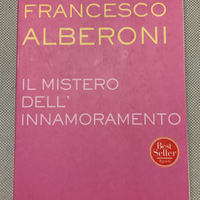 FRANCESCO
ALBERONI
IL MISTERO
DELL'
INNAMORAMENTO
Best
Seller